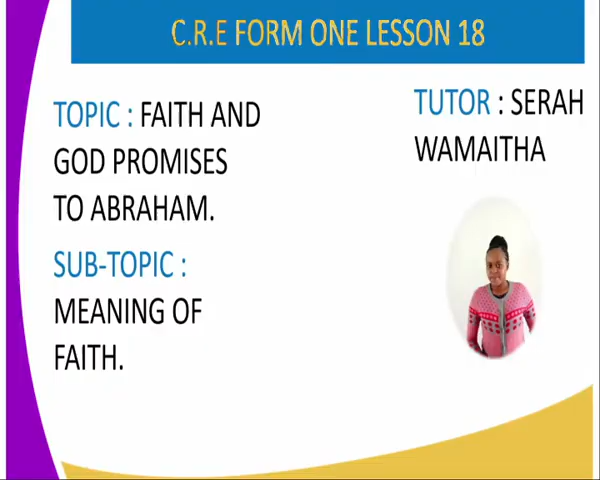 C.R.E FORM ONE LESSON 18
TOPIC : FAITH AND
GOD PROMISES
TO ABRAHAM.
SUB-TOPIC :
MEANING OF
FAITH.
TUTOR : SERAH
WAMAITHA